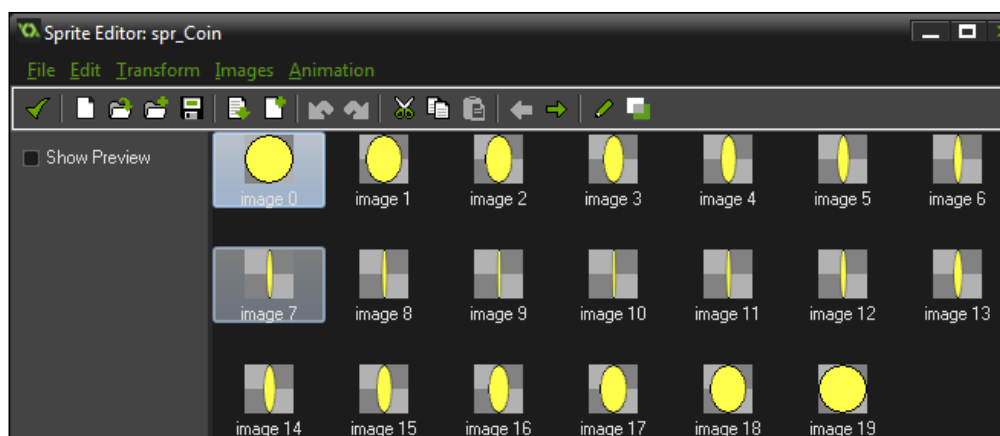 Sprite Editor: spr_Coin
File Edit Transform Images Animation
Show Preview
image 0 image 1 image 2 image 3 image 4 image 5 image 6
image 7 image 8 image 9 image 10 image 11 image 12 image 13
image 14 image 15 image 16 image 17 image 18 image 19